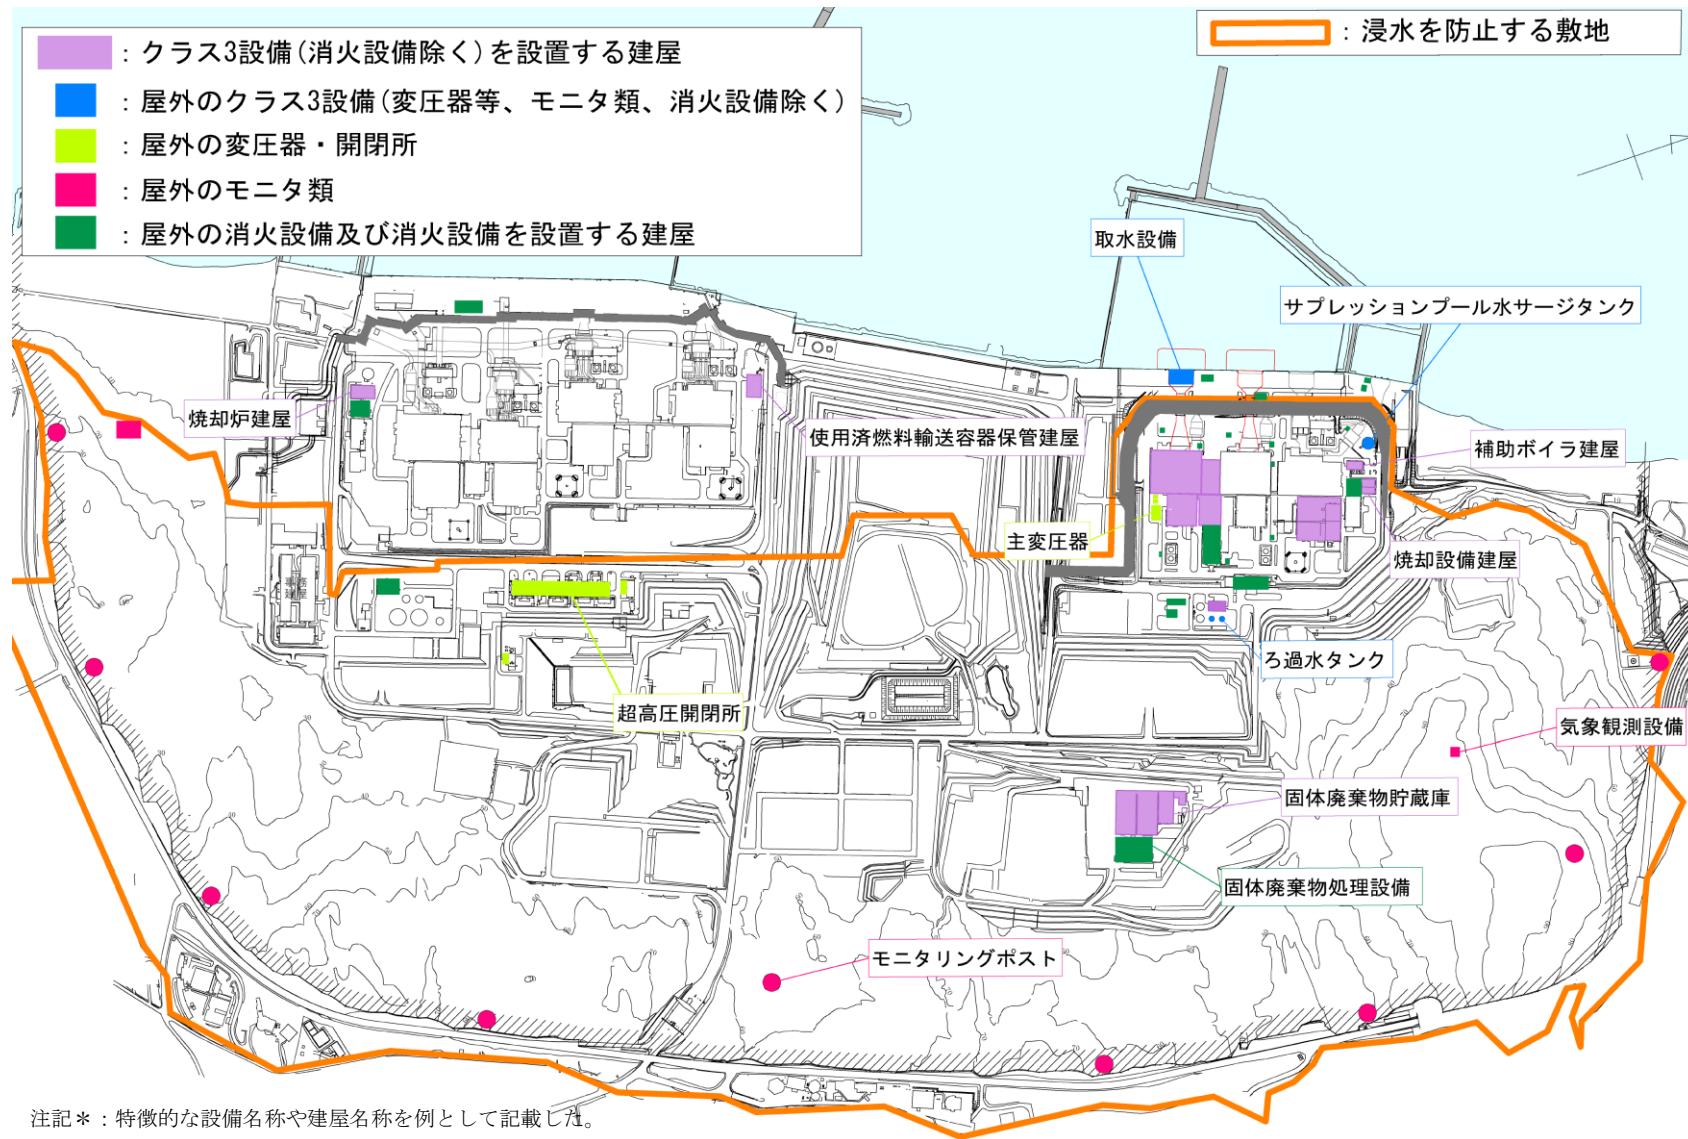 ：クラス3設備(消火設備除く)を設置する建屋
：屋外のクラス3設備(変圧器等、モニタ類、消火設備除く)
：屋外の変圧器・開閉所
：屋外のモニタ類
：屋外の消火設備及び消火設備を設置する建屋
：浸水を防止する敷地
取水設備
サプレッションプール水サージタンク
焼却炉建屋
使用済燃料輸送容器保管建屋
補助ボイラ建屋
主変圧器
焼却設備建屋
ろ過水タンク
超高圧開閉所
気象観測設備
固体廃棄物貯蔵庫
固体廃棄物処理設備
モニタリングポスト
注記＊：特徴的な設備名称や建屋名称を例として記載した。